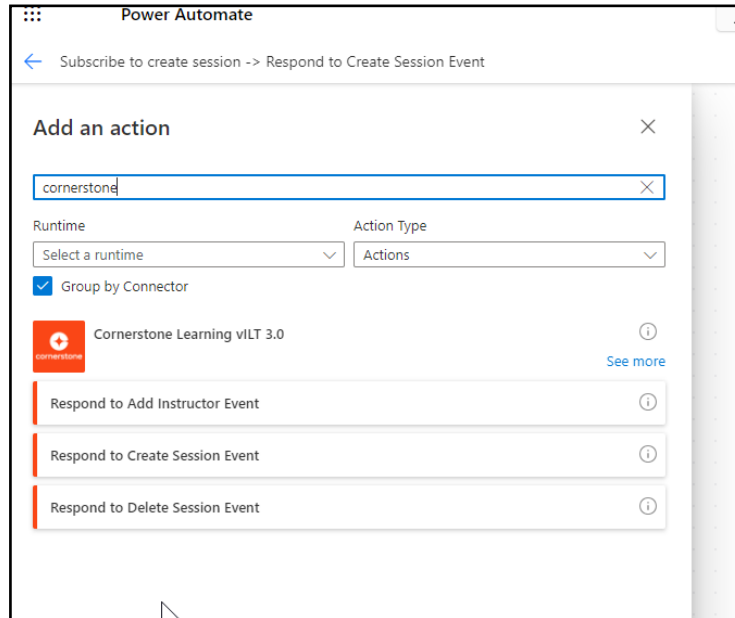 Power Automate
Subscribe to create session -> Respond to Create Session Event
Add an action
cornerstone
Runtime
Action Type
Select a runtime
Actions
Group by Connector
cornerstone
Cornerstone Learning vILT 3.0
See more
Respond to Add Instructor Event
Respond to Create Session Event
Respond to Delete Session Event